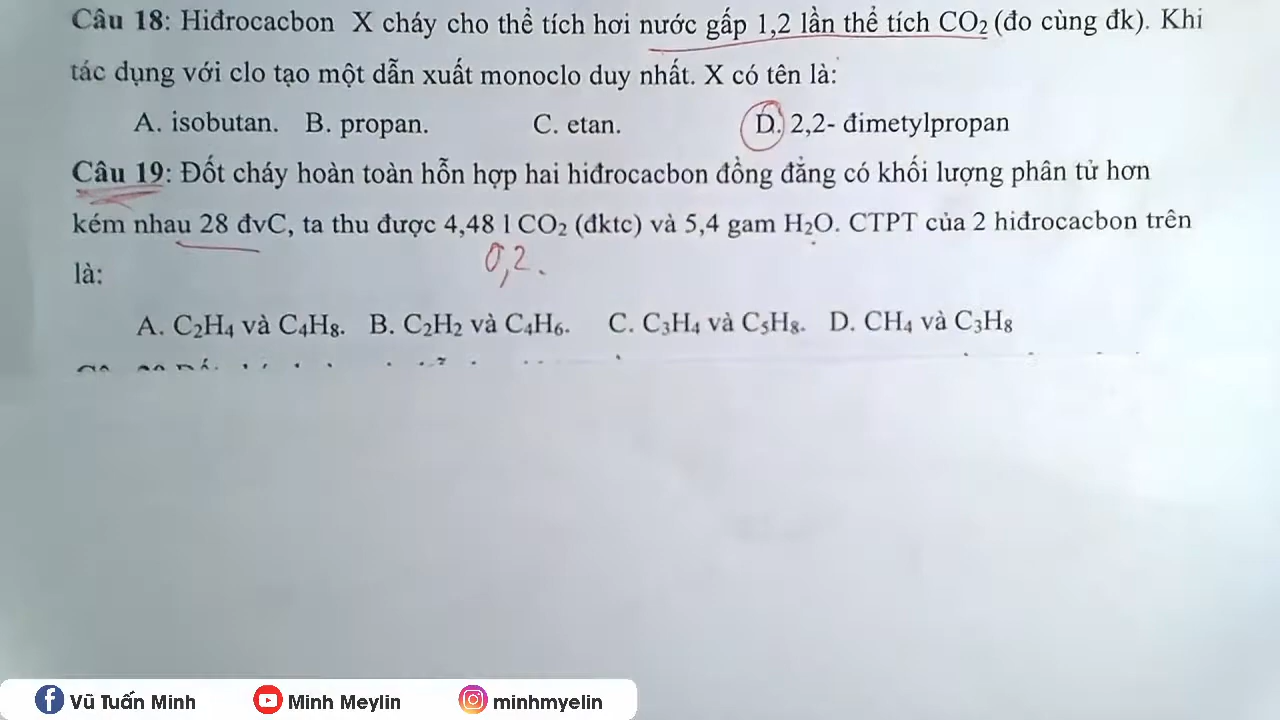 Câu 18: Hiđrocacbon X cháy cho thể tích hơi nước gấp 1,2 lần thể tích CO₂ (đo cùng đk). Khi
tác dụng với clo tạo một dẫn xuất monoclo duy nhất. X có tên là:
A. isobutan. B. propan. C. etan. D. 2,2- đimetylpropan
Câu 19: Đốt cháy hoàn toàn hỗn hợp hai hiđrocacbon đồng đẳng có khối lượng phân tử hơn
kém nhau 28 đvC, ta thu được 4,48 l CO₂ (đktc) và 5,4 gam H₂O. CTPT của 2 hiđrocacbon trên
0,2.
là:
A. C₂H₄ và C₄H₈. B. C₂H₂ và C₄H₆. C. C₃H₄ và C₅H₈. D. CH₄ và C₃H₈
Vũ Tuấn Minh Minh Meylin minhmyelin